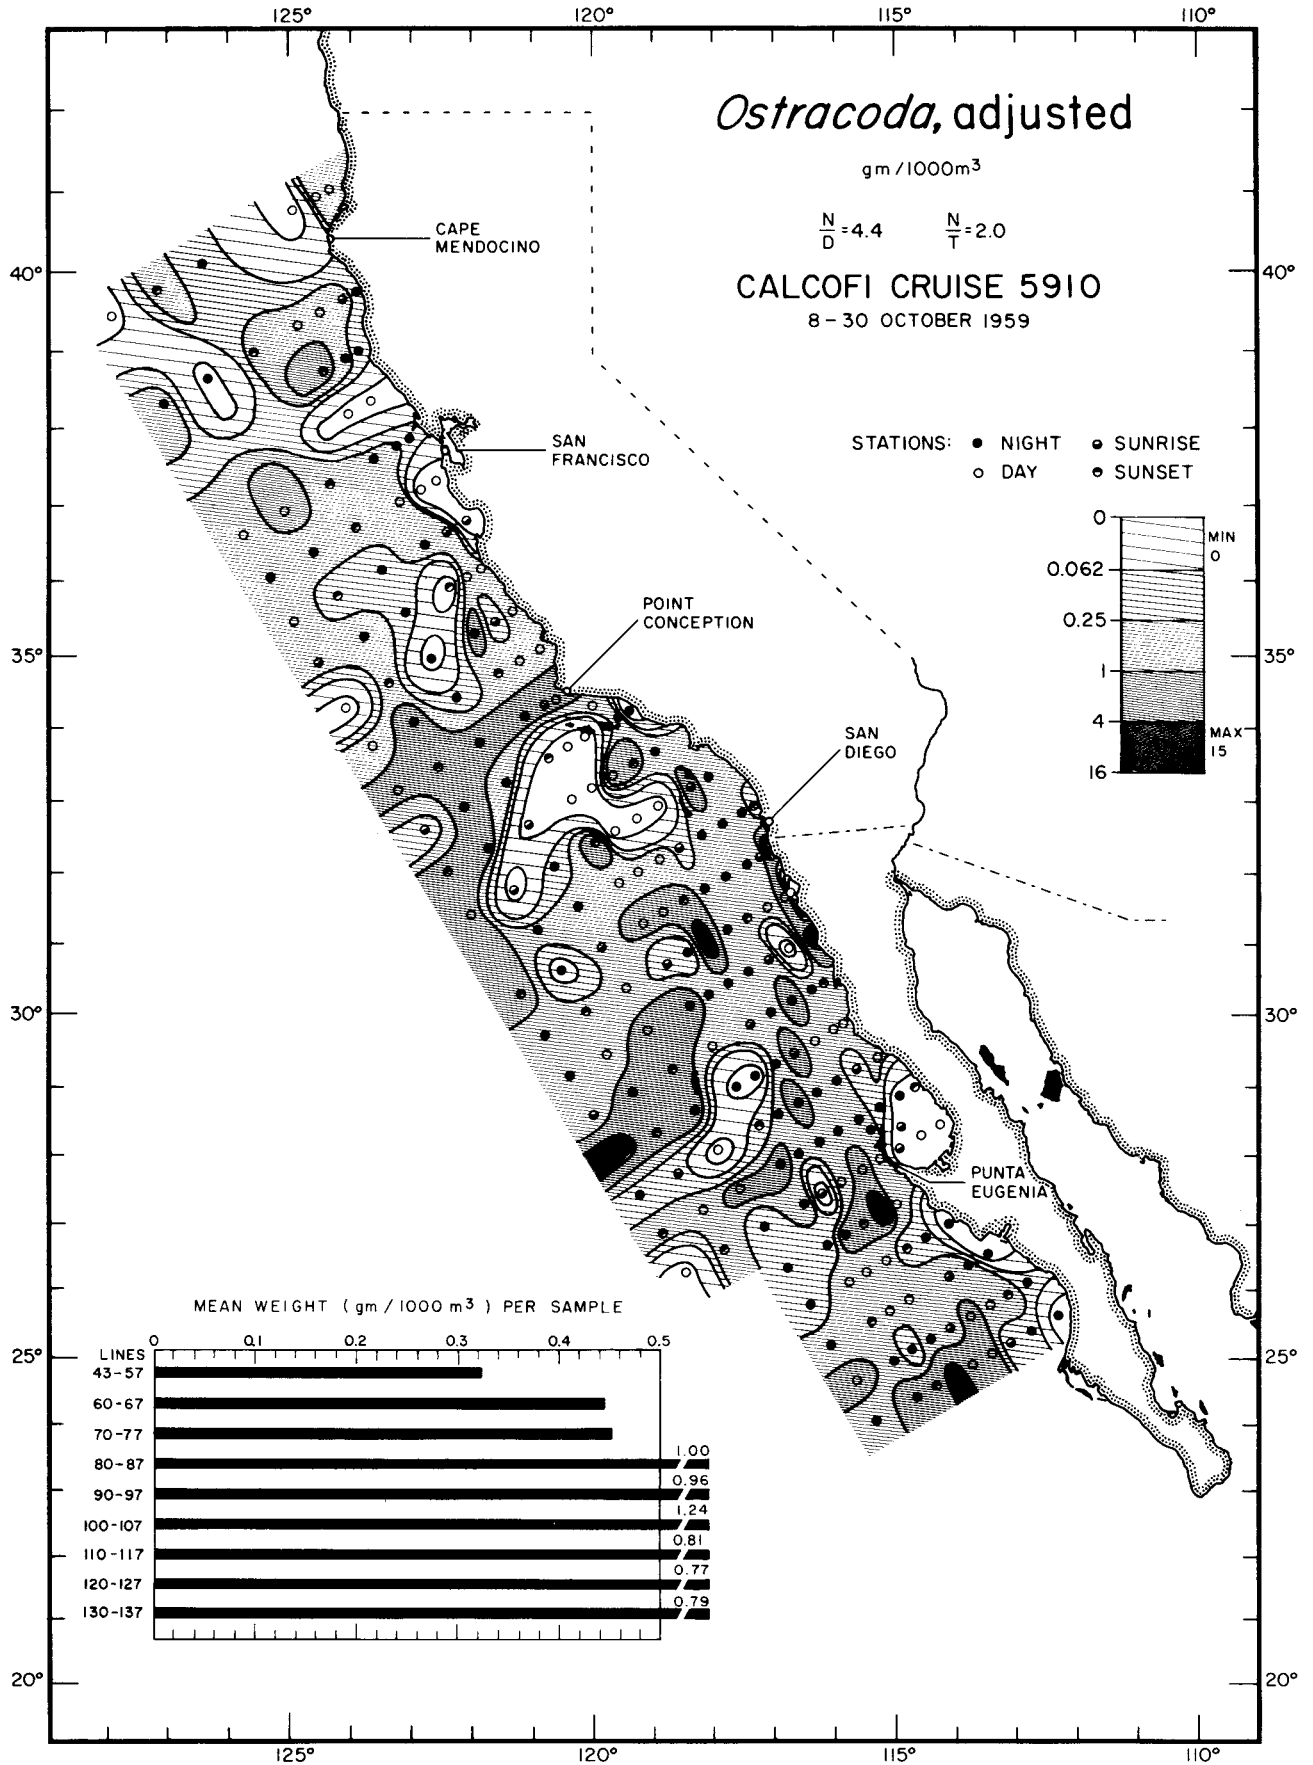 125° 120° 115° 110°
Ostracoda, adjusted
gm/1000m³
N/D = 4.4 N/T = 2.0
CALCOFI CRUISE 5910
8-30 OCTOBER 1959
CAPE
MENDOCINO
40° 40°
SAN
FRANCISCO
STATIONS: ● NIGHT SUNRISE
○ DAY SUNSET
0
MIN
0
0.062
0.25
1
4
MAX
15
16
POINT
CONCEPTION
35° 35°
SAN
DIEGO
30° 30°
PUNTA
EUGENIA
MEAN WEIGHT (gm/1000 m³) PER SAMPLE
0 0.1 0.2 0.3 0.4 0.5
LINES
25° 25°
43-57
60-67
70-77
80-87 1.00
90-97 0.96
100-107 1.24
110-117 0.81
120-127 0.77
130-137 0.79
20° 20°
125° 120° 115° 110°